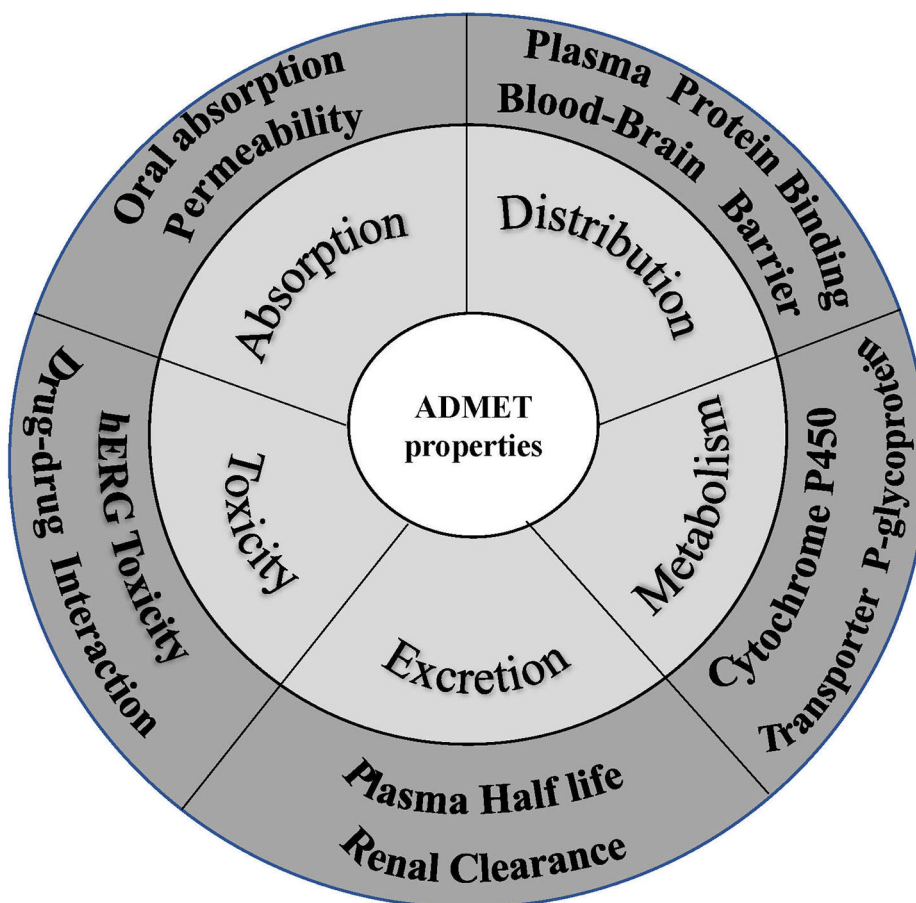 ADMET
properties
Absorption
Oral absorption
Permeability
Distribution
Plasma Protein Binding
Blood-Brain Barrier
Metabolism
Cytochrome P450
Transporter P-glycoprotein
Excretion
Plasma Half life
Renal Clearance
Toxicity
hERG Toxicity
Drug-drug Interaction